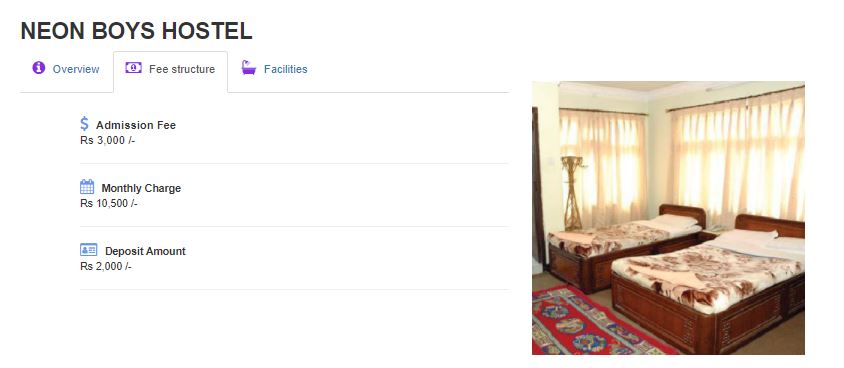 NEON BOYS HOSTEL
Overview
Fee structure
Facilities
Admission Fee
Rs 3,000 /-
Monthly Charge
Rs 10,500 /-
Deposit Amount
Rs 2,000 /-